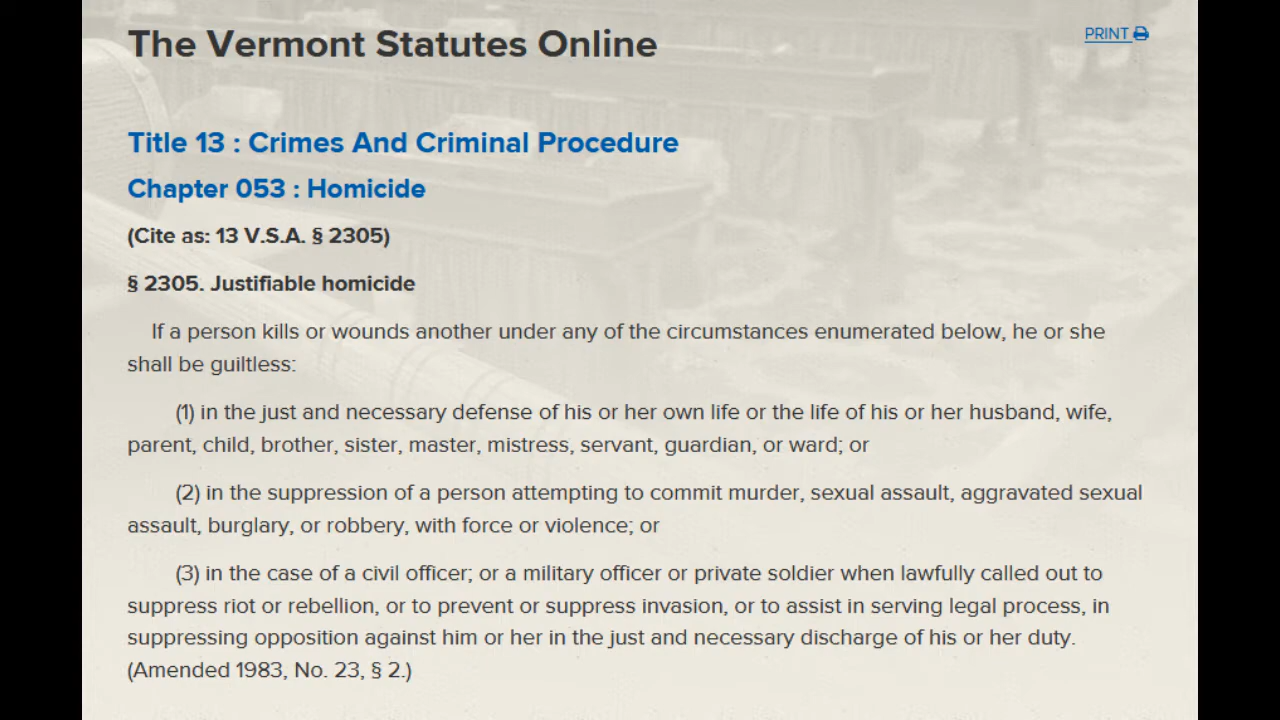 The Vermont Statutes Online
PRINT
Title 13 : Crimes And Criminal Procedure
Chapter 053 : Homicide
(Cite as: 13 V.S.A. § 2305)
§ 2305. Justifiable homicide
If a person kills or wounds another under any of the circumstances enumerated below, he or she
shall be guiltless:
(1) in the just and necessary defense of his or her own life or the life of his or her husband, wife,
parent, child, brother, sister, master, mistress, servant, guardian, or ward; or
(2) in the suppression of a person attempting to commit murder, sexual assault, aggravated sexual
assault, burglary, or robbery, with force or violence; or
(3) in the case of a civil officer; or a military officer or private soldier when lawfully called out to
suppress riot or rebellion, or to prevent or suppress invasion, or to assist in serving legal process, in
suppressing opposition against him or her in the just and necessary discharge of his or her duty.
(Amended 1983, No. 23, § 2.)